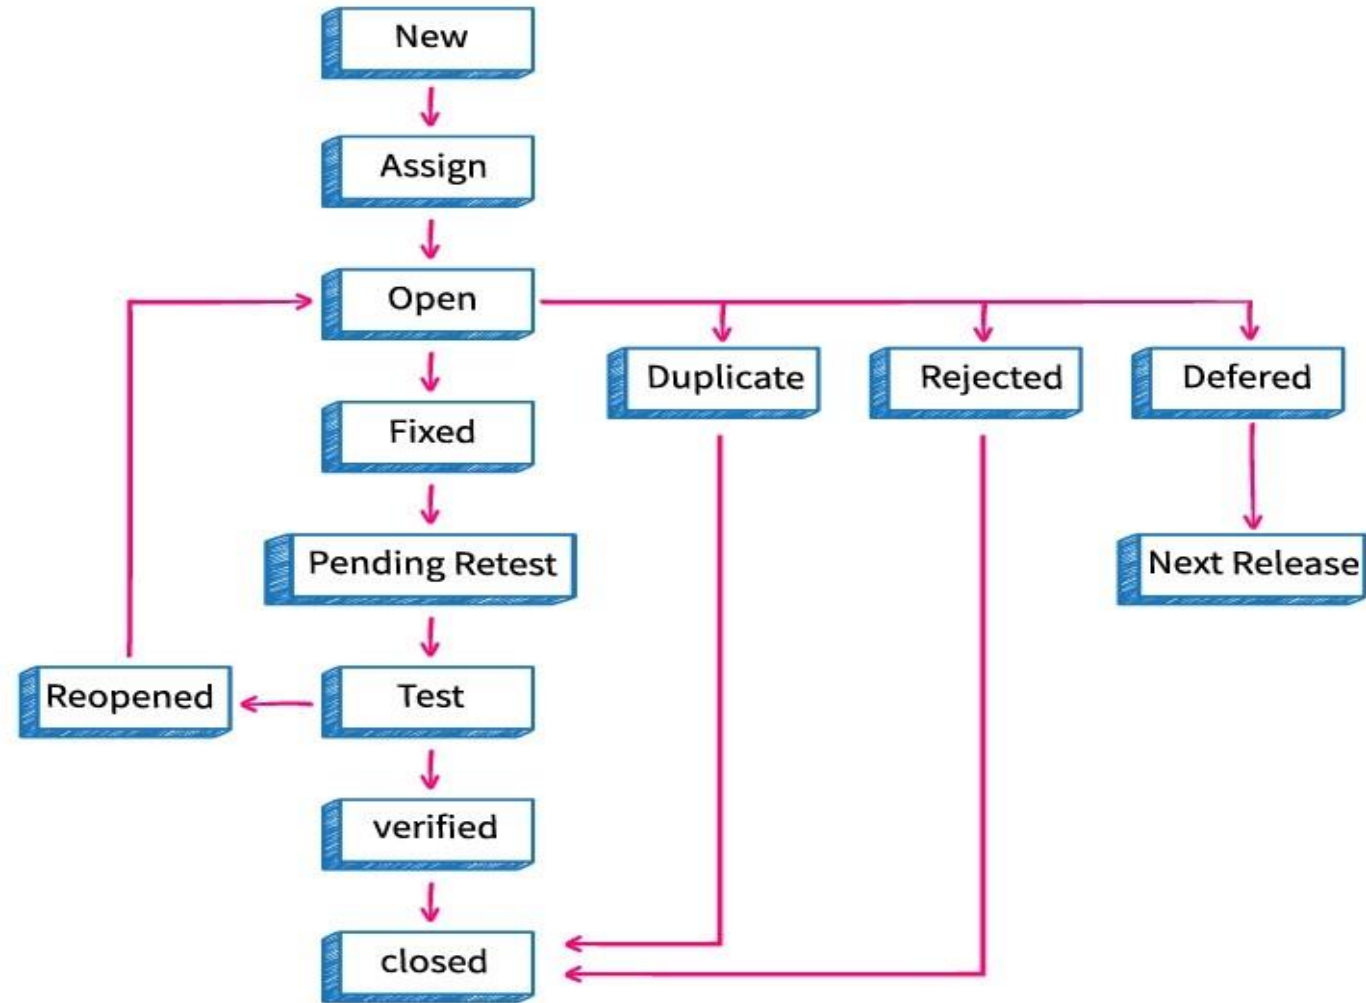 New
Assign
Open
Duplicate
Rejected
Defered
Fixed
Pending Retest
Next Release
Reopened
Test
verified
closed